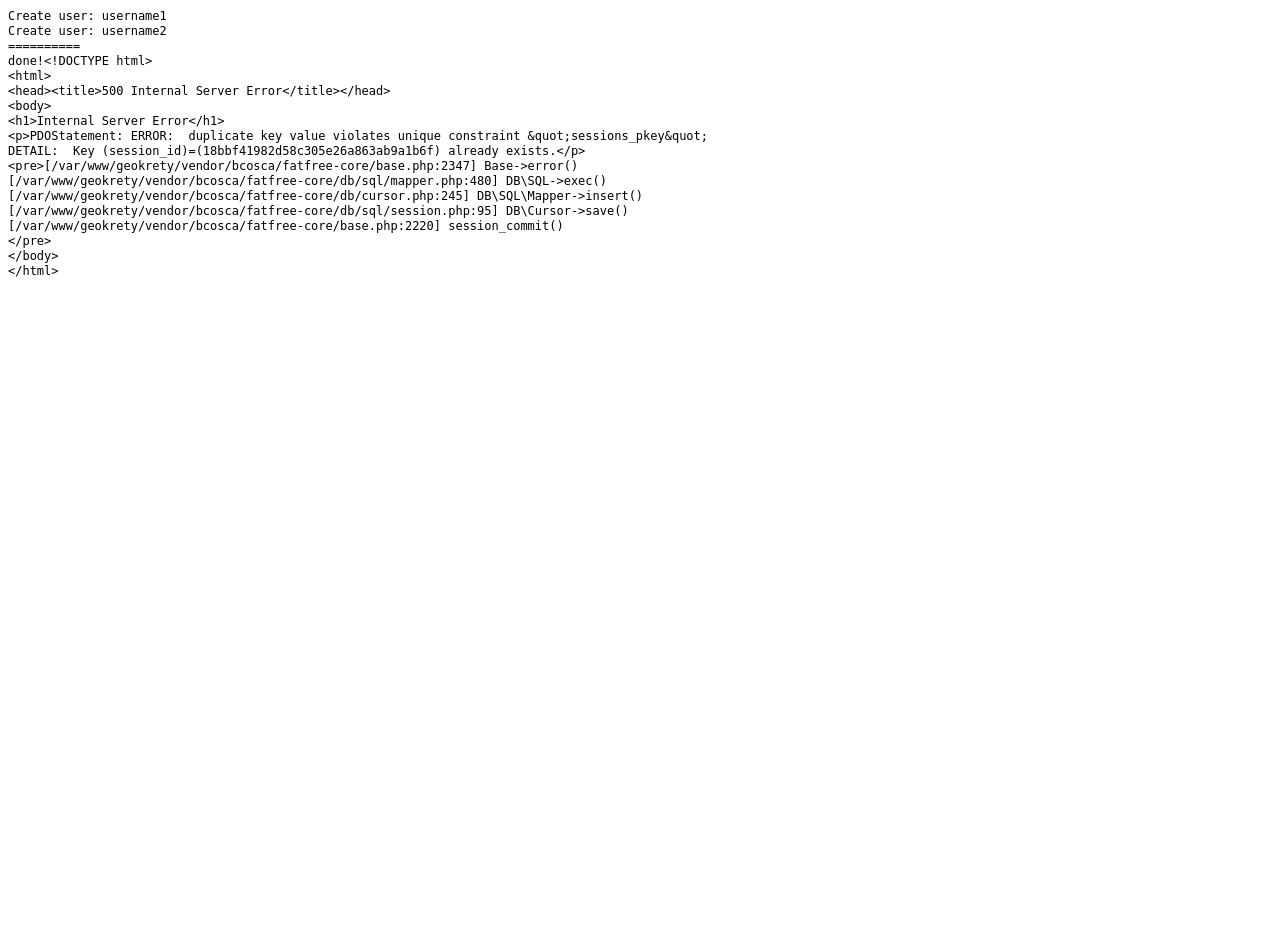 Create user: username1
Create user: username2
==========
done!<!DOCTYPE html>
<html>
<head><title>500 Internal Server Error</title></head>
<body>
<h1>Internal Server Error</h1>
<p>PDOStatement: ERROR:  duplicate key value violates unique constraint &quot;sessions_pkey&quot;
DETAIL:  Key (session_id)=(18bbf41982d58c305e26a863ab9a1b6f) already exists.</p>
<pre>[/var/www/geokrety/vendor/bcosca/fatfree-core/base.php:2347] Base->error()
[/var/www/geokrety/vendor/bcosca/fatfree-core/db/sql/mapper.php:480] DB\SQL->exec()
[/var/www/geokrety/vendor/bcosca/fatfree-core/db/cursor.php:245] DB\SQL\Mapper->insert()
[/var/www/geokrety/vendor/bcosca/fatfree-core/db/sql/session.php:95] DB\Cursor->save()
[/var/www/geokrety/vendor/bcosca/fatfree-core/base.php:2220] session_commit()
</pre>
</body>
</html>